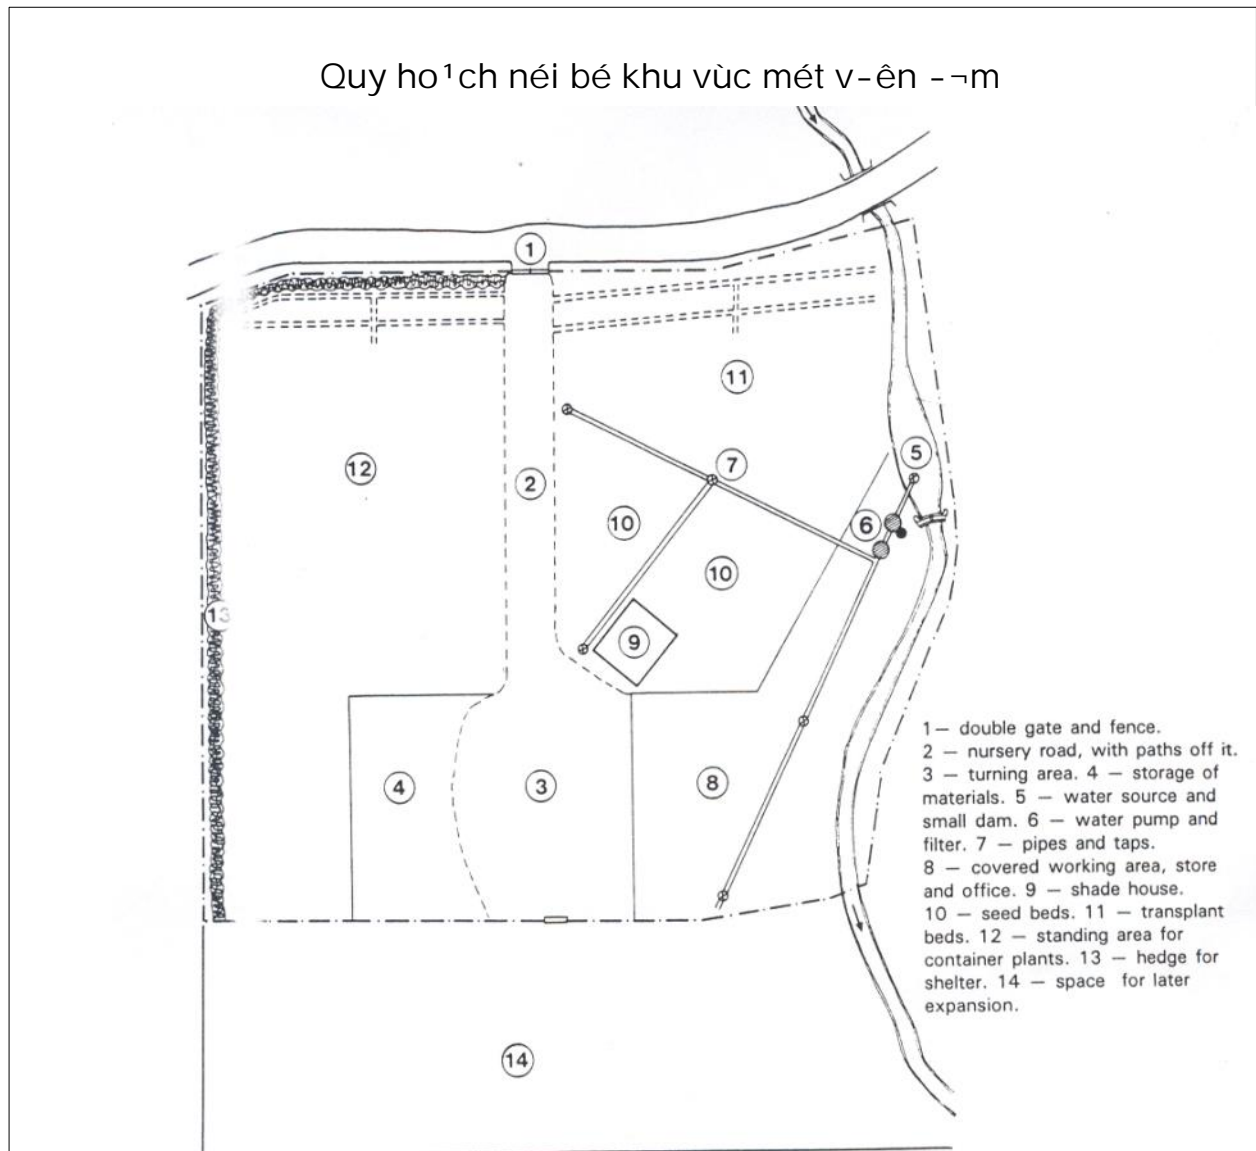 Quy ho¹ch néi bé khu vùc mét v-ên -¬m
1
11
12
7
5
2
10
6
10
13
9
4
3
8
14
1— double gate and fence.
2 — nursery road, with paths off it.
3 — turning area. 4 — storage of
materials. 5 — water source and
small dam. 6 — water pump and
filter. 7 — pipes and taps.
8 — covered working area, store
and office. 9 — shade house.
10 — seed beds. 11 — transplant
beds. 12 — standing area for
container plants. 13 — hedge for
shelter. 14 — space for later
expansion.